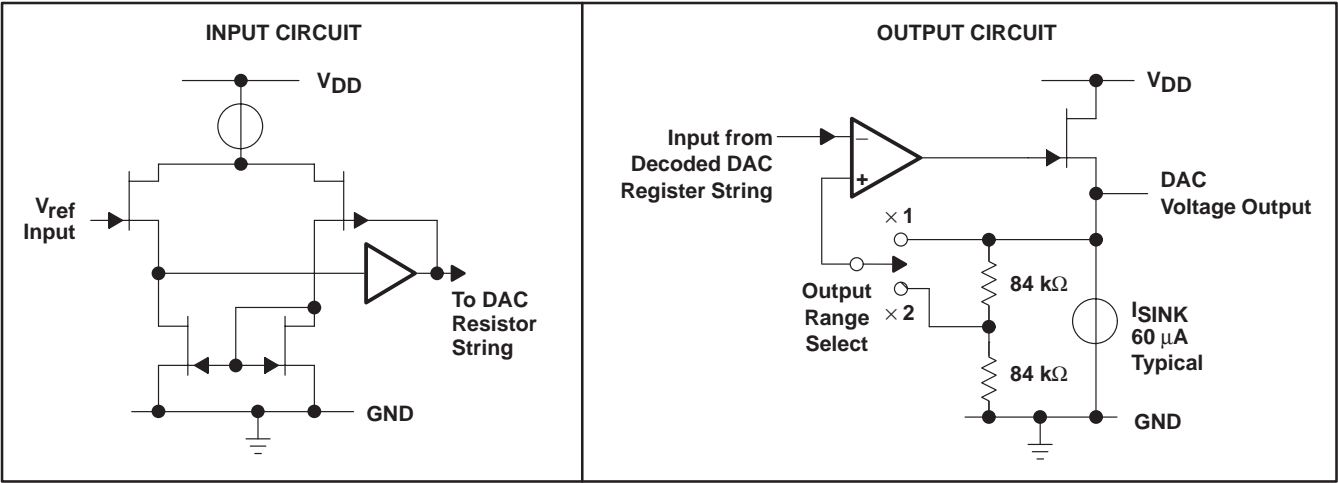 INPUT CIRCUIT
VDD
Vref
Input
To DAC
Resistor
String
GND
OUTPUT CIRCUIT
VDD
Input from
Decoded DAC
Register String
−
+
DAC
Voltage Output
× 1
84 kΩ
Output
Range
Select
× 2
ISINK
60 μA
Typical
84 kΩ
GND